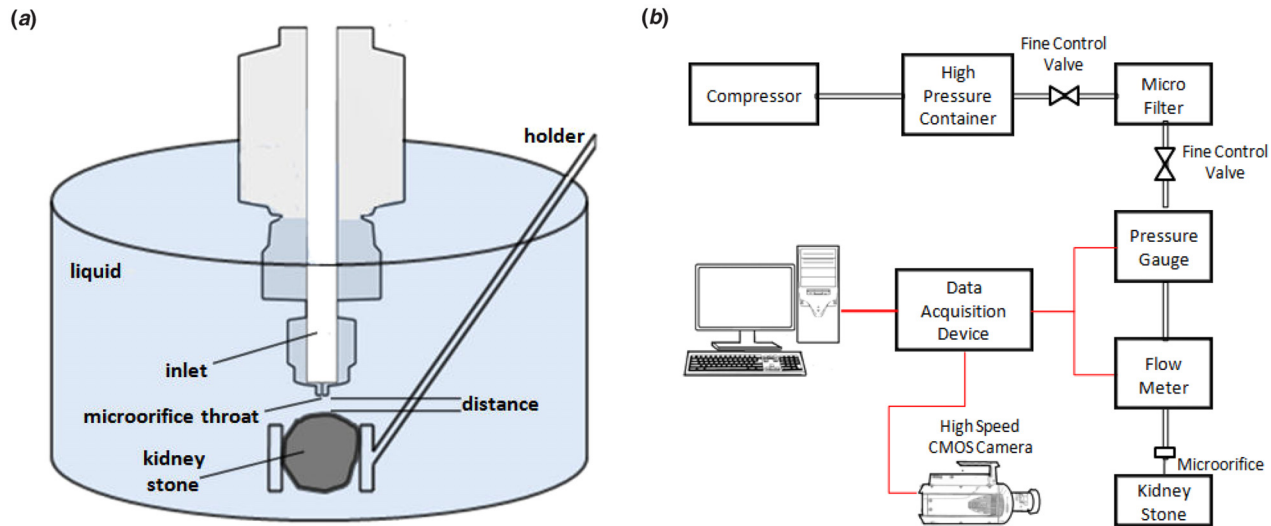 (a)
holder
liquid
inlet
microorifice throat
distance
kidney
stone
(b)
Compressor
High
Pressure
Container
Fine Control
Valve
Micro
Filter
Fine Control
Valve
Pressure
Gauge
Data
Acquisition
Device
Flow
Meter
High Speed
CMOS Camera
Microorifice
Kidney
Stone